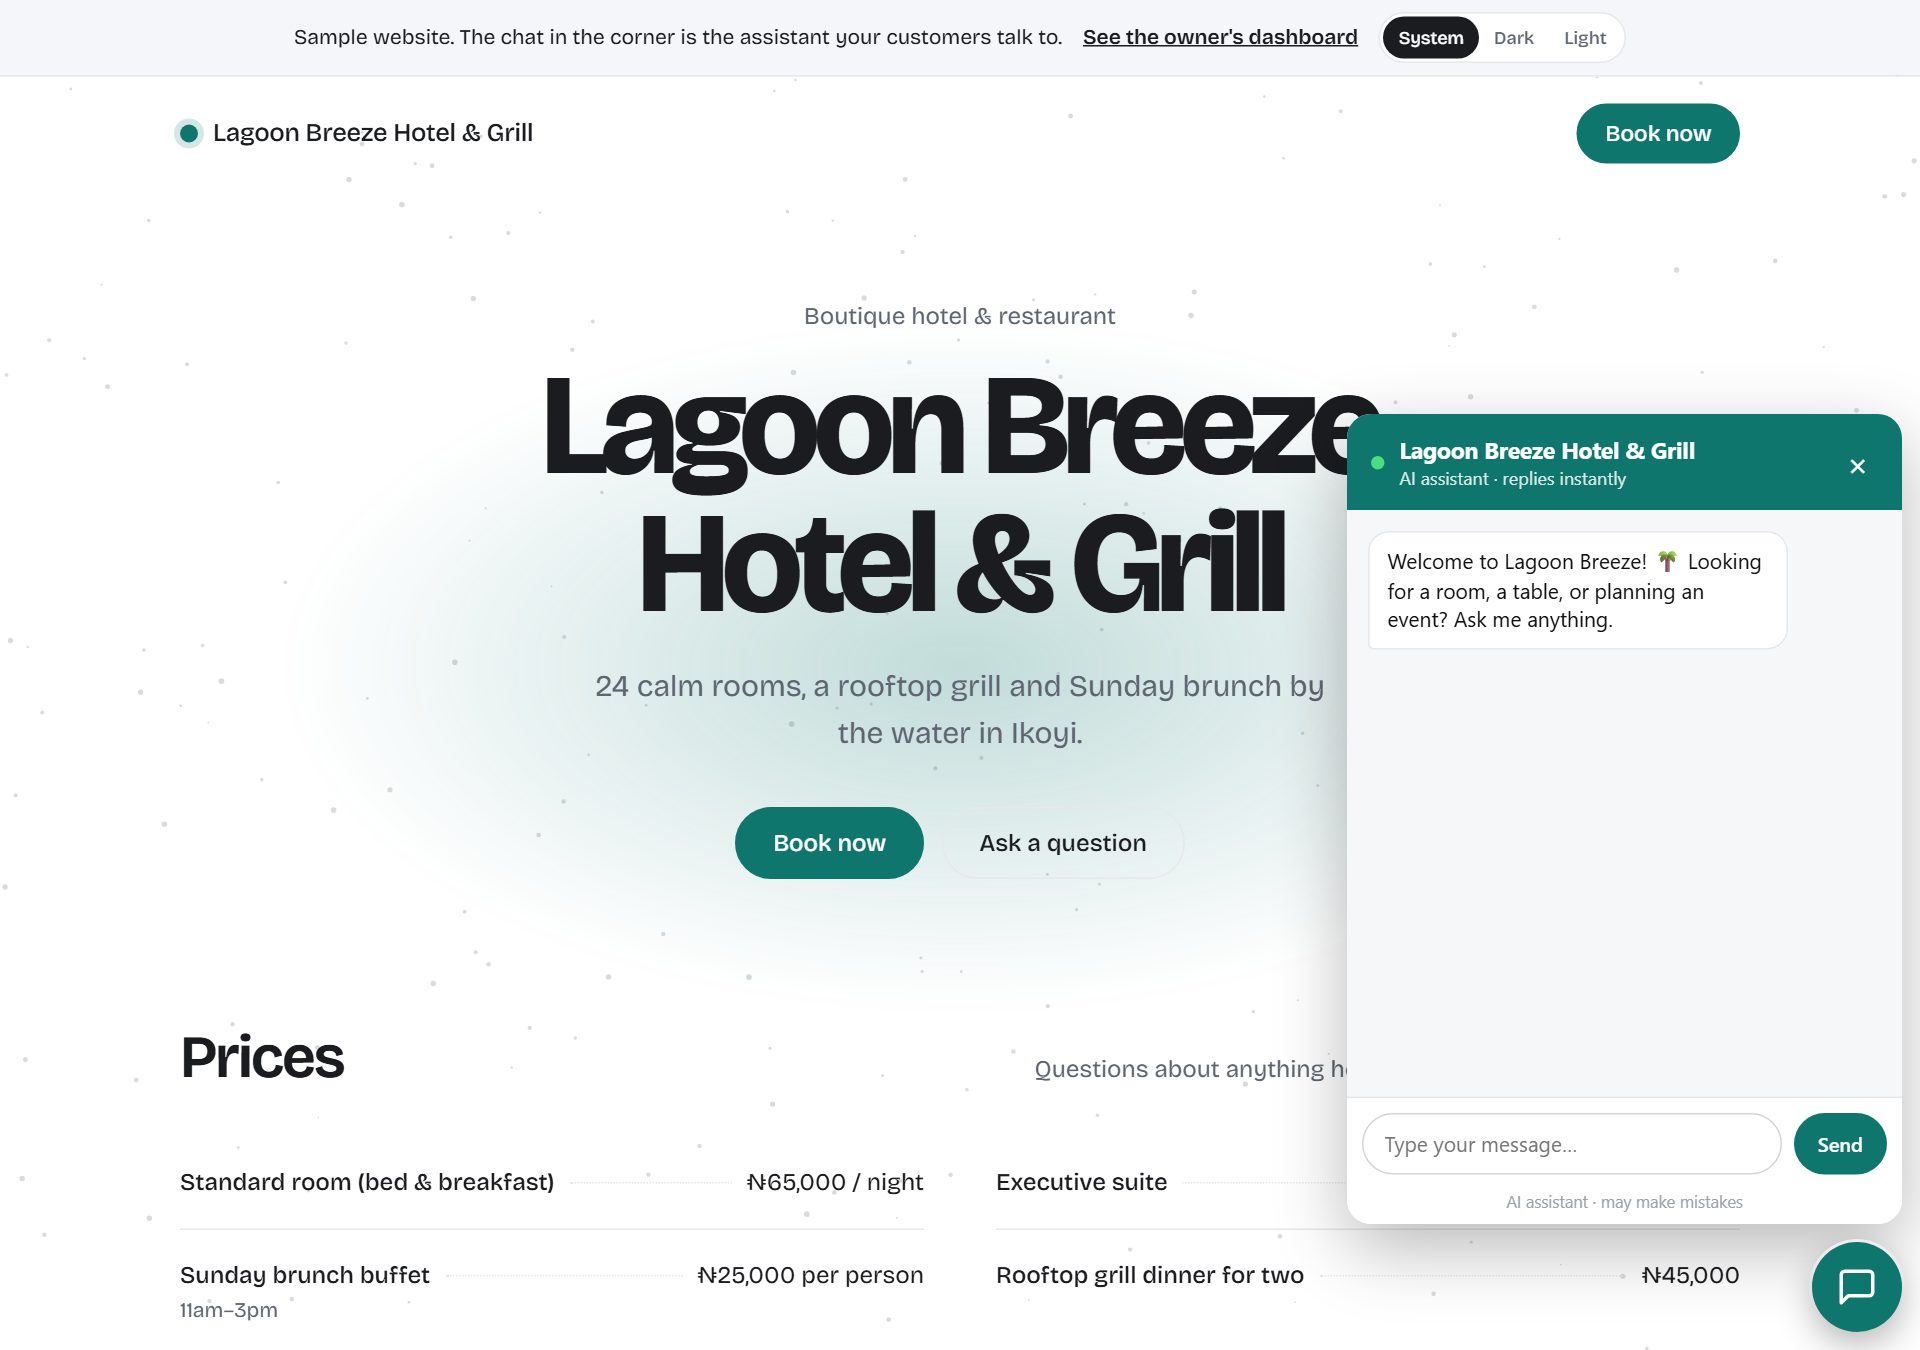 Sample website. The chat in the corner is the assistant your customers talk to. See the owner's dashboard System Dark Light
Lagoon Breeze Hotel & Grill
Book now
Boutique hotel & restaurant
Lagoon Breeze
Hotel & Grill
24 calm rooms, a rooftop grill and Sunday brunch by
the water in Ikoyi.
Book now Ask a question
Prices
Questions about anything
Standard room (bed & breakfast) ₦65,000 / night
Executive suite
Sunday brunch buffet ₦25,000 per person
11am–3pm
Rooftop grill dinner for two ₦45,000
Lagoon Breeze Hotel & Grill
AI assistant · replies instantly
Welcome to Lagoon Breeze! 🌴 Looking
for a room, a table, or planning an
event? Ask me anything.
Type your message...
Send
AI assistant · may make mistakes